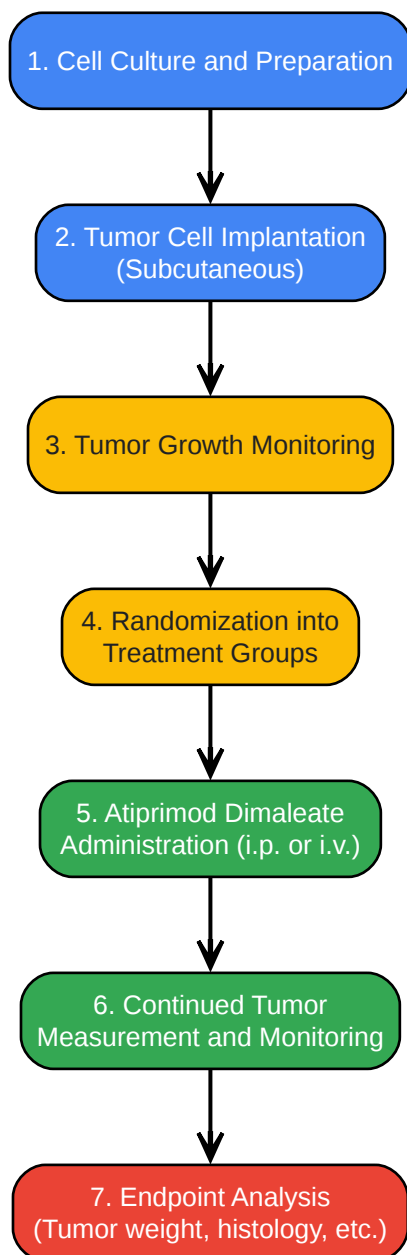 1. Cell Culture and Preparation
2. Tumor Cell Implantation
(Subcutaneous)
3. Tumor Growth Monitoring
4. Randomization into
Treatment Groups
5. Atiprimod Dimaleate
Administration (i.p. or i.v.)
6. Continued Tumor
Measurement and Monitoring
7. Endpoint Analysis
(Tumor weight, histology, etc.)